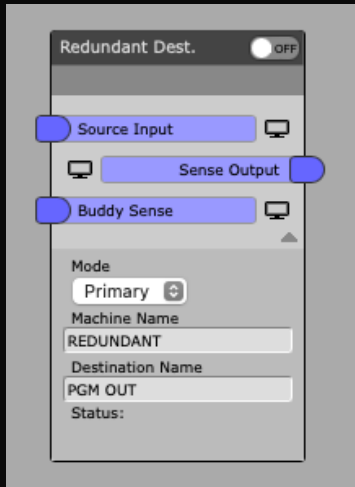 Redundant Dest. OFF
Source Input
Sense Output
Buddy Sense
Mode
Primary
Machine Name
REDUNDANT
Destination Name
PGM OUT
Status: